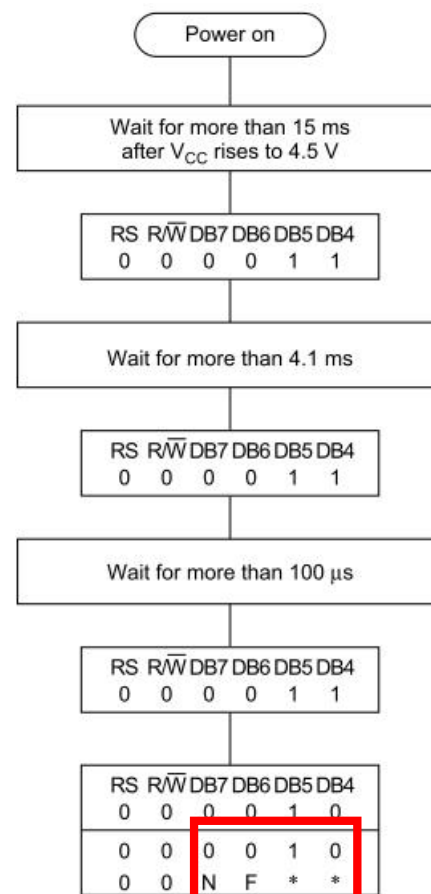 Power on
Wait for more than 15 ms
after VCC rises to 4.5 V
RS R/W̅ DB7 DB6 DB5 DB4
0 0 0 0 1 1
Wait for more than 4.1 ms
RS R/W̅ DB7 DB6 DB5 DB4
0 0 0 0 1 1
Wait for more than 100 μs
RS R/W̅ DB7 DB6 DB5 DB4
0 0 0 0 1 1
RS R/W̅ DB7 DB6 DB5 DB4
0 0 0 0 1 0
0 0 0 0 1 0
0 0 N F * *